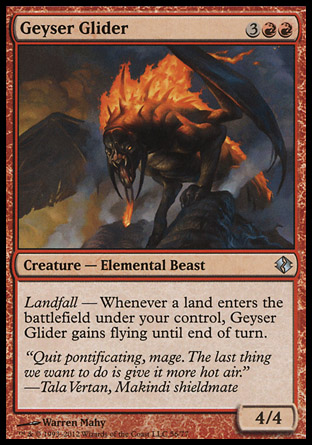 Geyser Glider 3
Creature — Elemental Beast
Landfall — Whenever a land enters the
battlefield under your control, Geyser
Glider gains flying until end of turn.
“Quit pontificating, mage. The last thing
we want to do is give it more hot air.”
—Tala Vertan, Makindi shieldmate
Warren Mahy
4/4